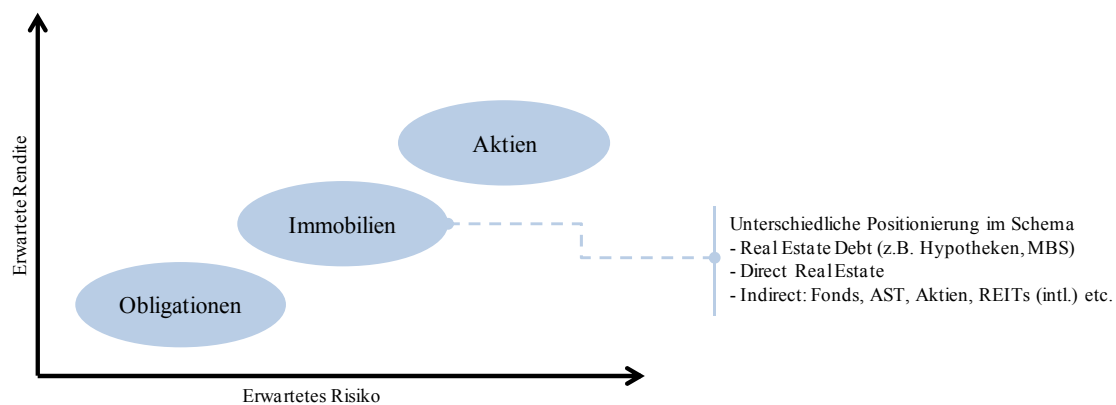 Erwartete Rendite
Aktien
Immobilien
Obligationen
Erwartetes Risiko
Unterschiedliche Positionierung im Schema
- Real Estate Debt (z.B. Hypotheken, MBS)
- Direct Real Estate
- Indirect: Fonds, AST, Aktien, REITs (intl.) etc.